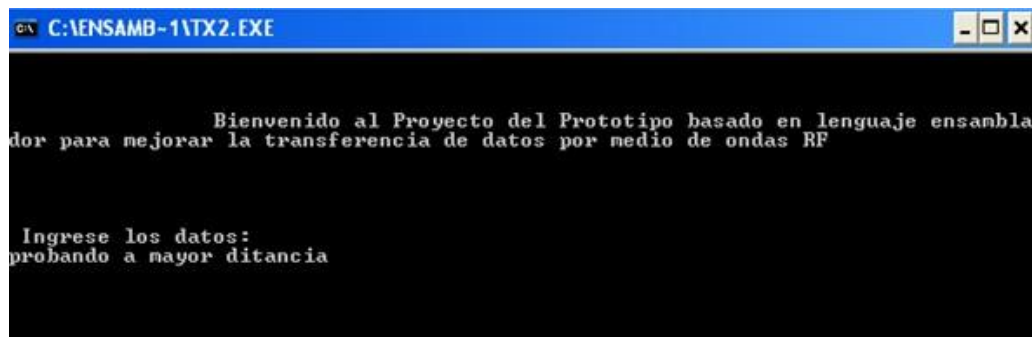 C:\ENSAMB~1\TX2.EXE
Bienvenido al Proyecto del Prototipo basado en lenguaje ensambla
dor para mejorar la transferencia de datos por medio de ondas RF
Ingrese los datos:
probando a mayor ditancia